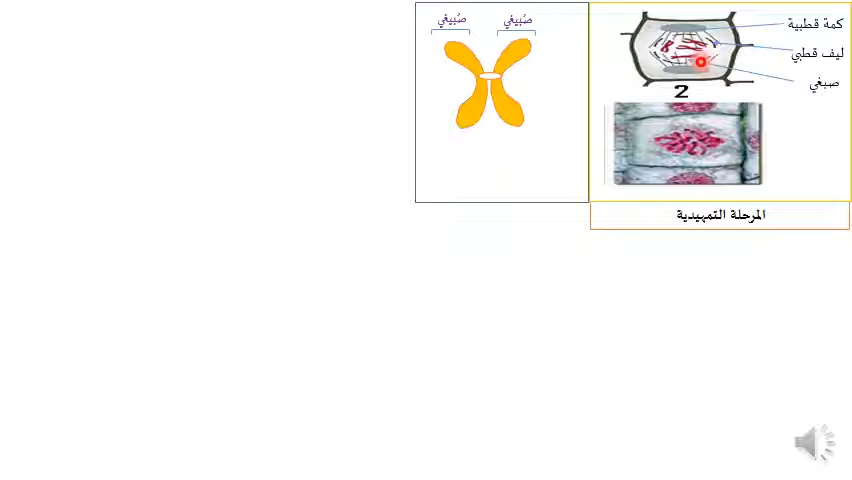 كمة قطبية
ليف قطبي
صبغي
2
المرحلة التمهيدية
صُبيغي
صُبيغي